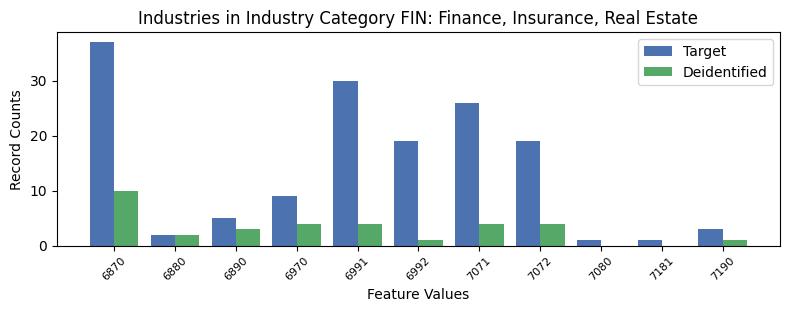 Industries in Industry Category FIN: Finance, Insurance, Real Estate
Target
Deidentified
Record Counts
30
20
10
0
6870 6880 6890 6970 6991 6992 7071 7072 7080 7181 7190
Feature Values